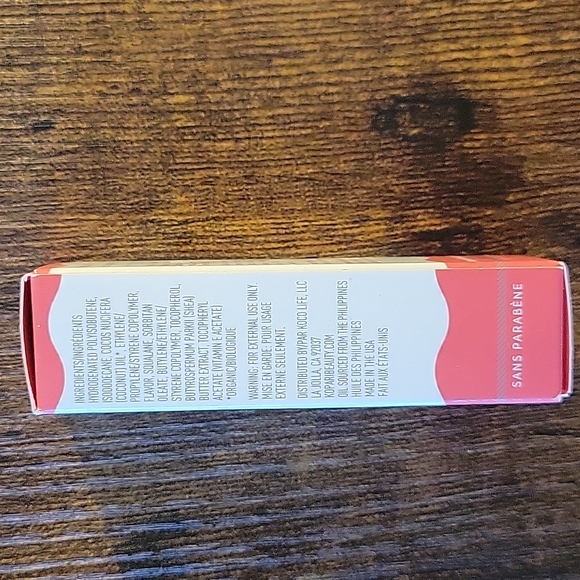 INGREDIENTS/INGRÉDIENTS
HYDROGENATED POLYISOBUTENE,
ISODODECANE, COCOS NUCIFERA
(COCONUT) OIL*, ETHYLENE/
PROPYLENE/STYRENE COPOLYMER,
FLAVOR, SQUALANE, SORBITAN
OLEATE, BUTYLENE/ETHYLENE/
STYRENE COPOLYMER, TOCOPHEROL,
BUTYROSPERMUM PARKII (SHEA)
BUTTER EXTRACT, TOCOPHERYL
ACETATE (VITAMIN E ACETATE)
*ORGANIC/BIOLOGIQUE
WARNING: FOR EXTERNAL USE ONLY.
MISE EN GARDE: POUR USAGE
EXTERNE SEULEMENT.
DISTRIBUTED BY/PAR KOCO LIFE, LLC
LA JOLLA, CA 92037
KOPARIBEAUTY.COM
OIL SOURCED FROM THE PHILIPPINES
HUILE DES PHILIPPINES
MADE IN THE USA
FAIT AUX ÉTATS-UNIS
SANS PARABÈNE